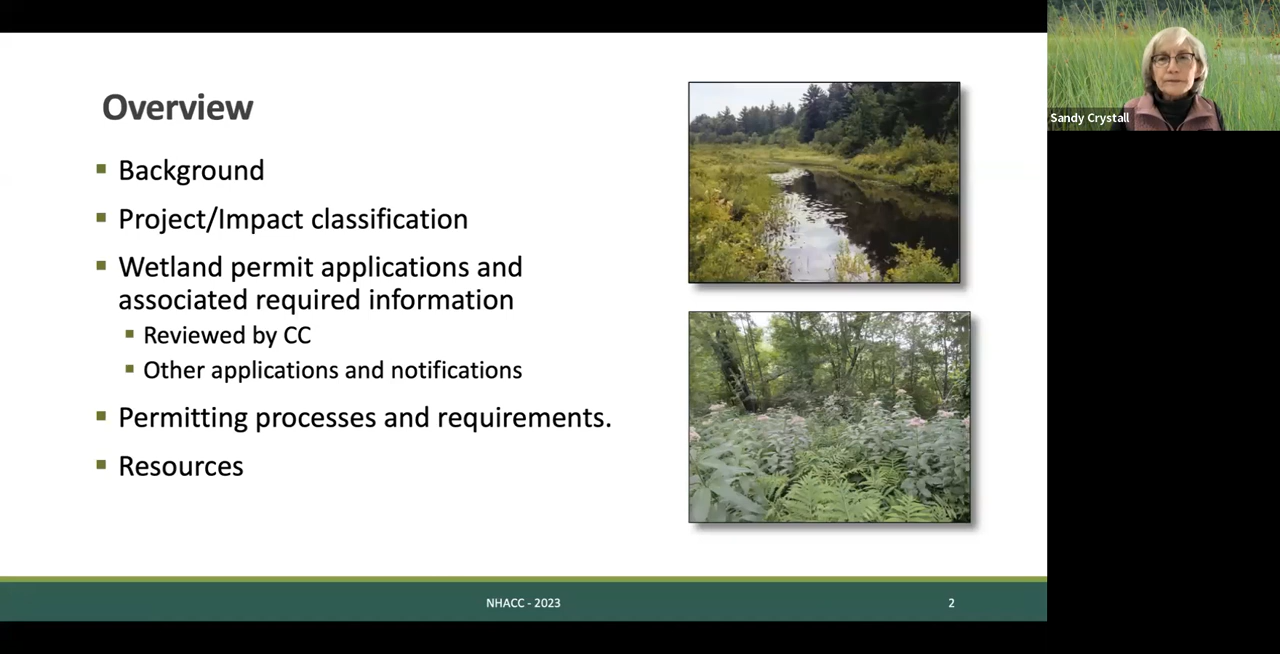 Overview
Background
Project/Impact classification
Wetland permit applications and
associated required information
Reviewed by CC
Other applications and notifications
Permitting processes and requirements.
Resources
NHACC - 2023
2
Sandy Crystall